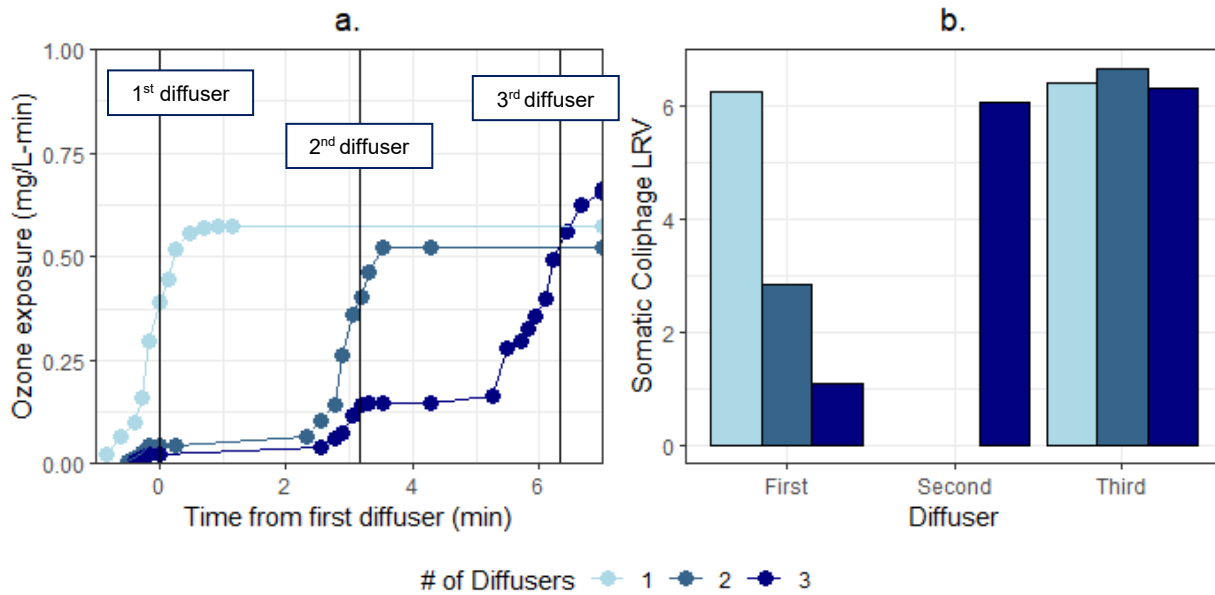 a.
b.
1.00
0.75
0.50
0.25
0.00
Ozone exposure (mg/L-min)
1st diffuser
2nd diffuser
3rd diffuser
0
2
4
6
Time from first diffuser (min)
6
4
2
0
Somatic Coliphage LRV
First
Second
Third
Diffuser
# of Diffusers 1 2 3